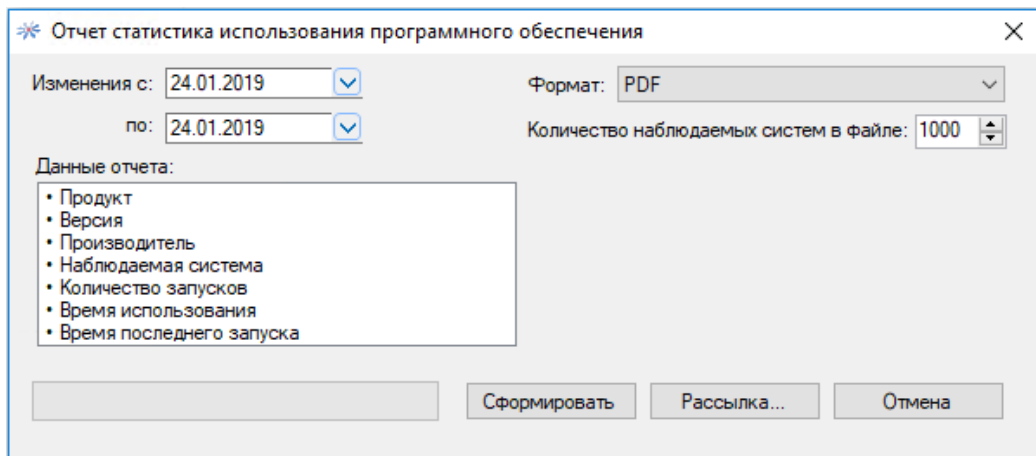 Отчет статистика использования программного обеспечения
Изменения с: 24.01.2019
Формат: PDF
по: 24.01.2019
Количество наблюдаемых систем в файле: 1000
Данные отчета:
• Продукт
• Версия
• Производитель
• Наблюдаемая система
• Количество запусков
• Время использования
• Время последнего запуска
Сформировать
Рассылка...
Отмена